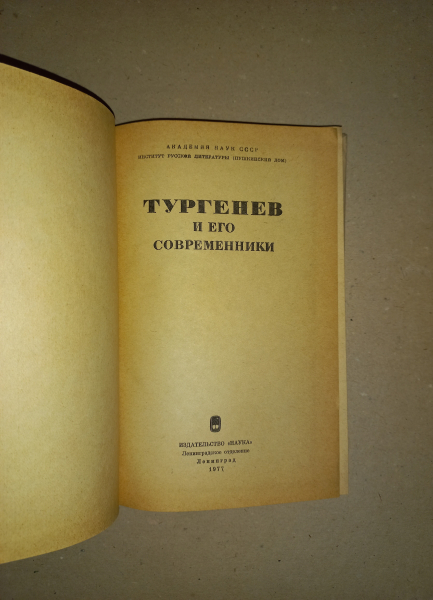 АКАДЕМИЯ НАУК СССР
ИНСТИТУТ РУССКОЙ ЛИТЕРАТУРЫ (ПУШКИНСКИЙ ДОМ)
ТУРГЕНЕВ
И ЕГО
СОВРЕМЕННИКИ
ИЗДАТЕЛЬСТВО «НАУКА»
Ленинградское отделение
Ленинград
1977